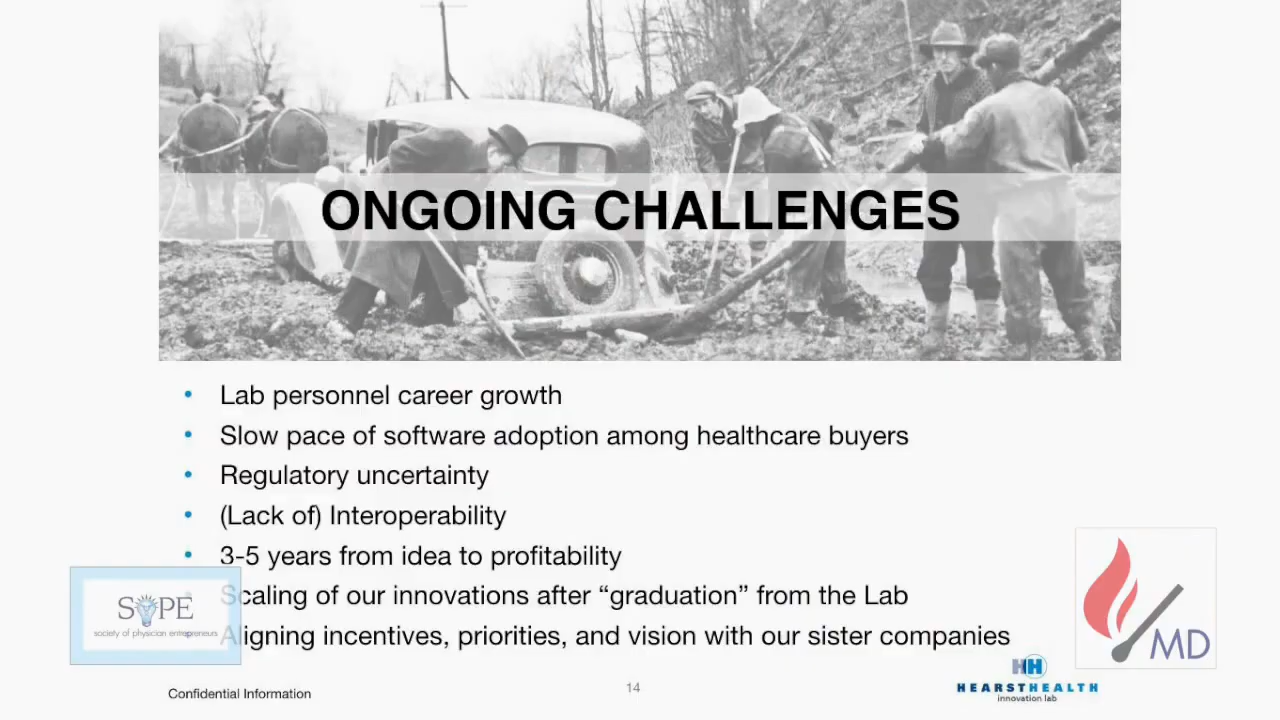 ONGOING CHALLENGES
• Lab personnel career growth
• Slow pace of software adoption among healthcare buyers
• Regulatory uncertainty
• (Lack of) Interoperability
• 3-5 years from idea to profitability
• Scaling of our innovations after “graduation” from the Lab
• Aligning incentives, priorities, and vision with our sister companies
SOPE
society of physician entrepreneurs
MD
HH
HEARSTHEALTH
innovation lab
Confidential Information
14